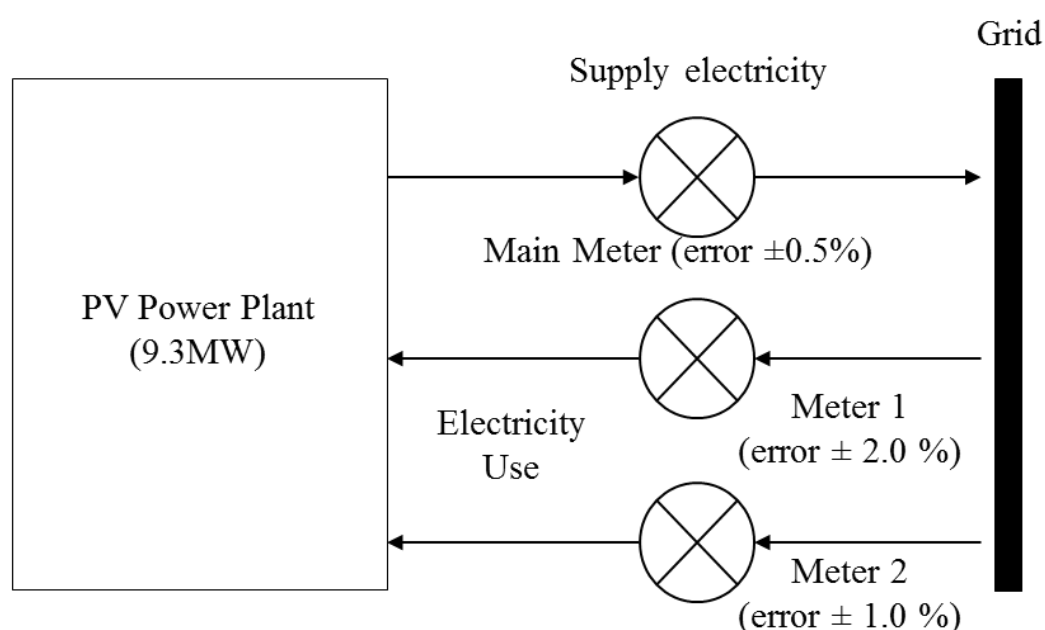 Grid
Supply electricity
Main Meter (error ±0.5%)
PV Power Plant
(9.3MW)
Meter 1
(error ± 2.0 %)
Electricity
Use
Meter 2
(error ± 1.0 %)